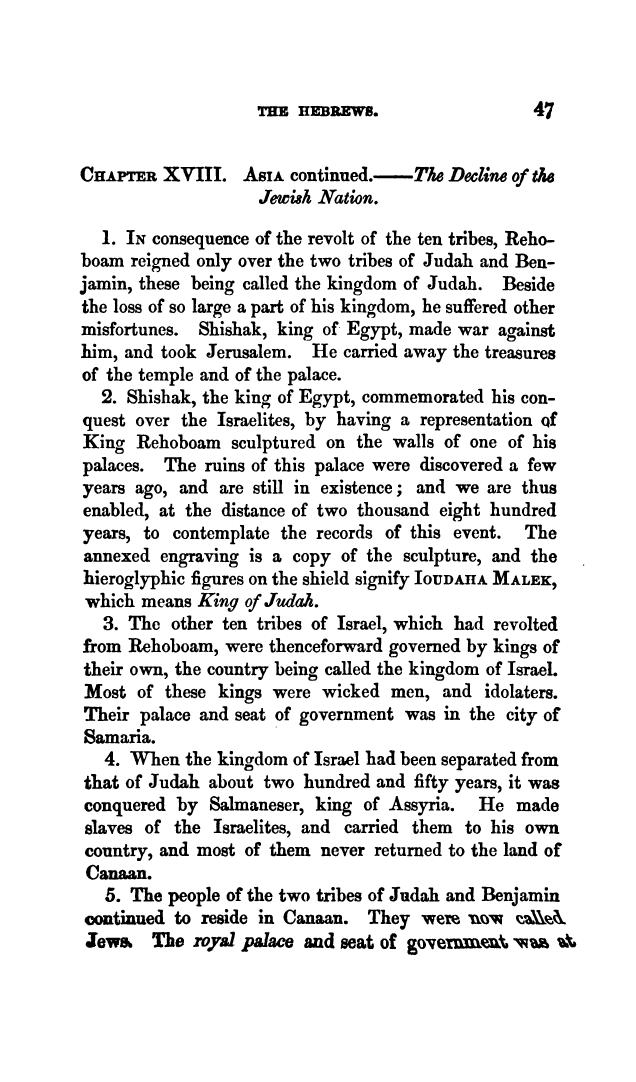 THE HEBREWS. 47
CHAPTER XVIII. ASIA continued.——The Decline of the
Jewish Nation.
1. IN consequence of the revolt of the ten tribes, Reho-
boam reigned only over the two tribes of Judah and Ben-
jamin, these being called the kingdom of Judah. Beside
the loss of so large a part of his kingdom, he suffered other
misfortunes. Shishak, king of Egypt, made war against
him, and took Jerusalem. He carried away the treasures
of the temple and of the palace.
2. Shishak, the king of Egypt, commemorated his con-
quest over the Israelites, by having a representation of
King Rehoboam sculptured on the walls of one of his
palaces. The ruins of this palace were discovered a few
years ago, and are still in existence; and we are thus
enabled, at the distance of two thousand eight hundred
years, to contemplate the records of this event. The
annexed engraving is a copy of the sculpture, and the
hieroglyphic figures on the shield signify IOUDAHA MALEK,
which means King of Judah.
3. The other ten tribes of Israel, which had revolted
from Rehoboam, were thenceforward governed by kings of
their own, the country being called the kingdom of Israel.
Most of these kings were wicked men, and idolaters.
Their palace and seat of government was in the city of
Samaria.
4. When the kingdom of Israel had been separated from
that of Judah about two hundred and fifty years, it was
conquered by Salmaneser, king of Assyria. He made
slaves of the Israelites, and carried them to his own
country, and most of them never returned to the land of
Canaan.
5. The people of the two tribes of Judah and Benjamin
continued to reside in Canaan. They were now called
Jews. The royal palace and seat of government was at